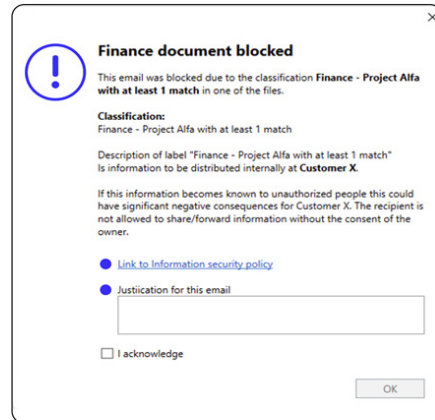 Finance document blocked
This email was blocked due to the classification Finance - Project Alfa
with at least 1 match in one of the files.
Classification:
Finance - Project Alfa with at least 1 match
Description of label "Finance - Project Alfa with at least 1 match"
Is information to be distributed internally at Customer X.
If this information becomes known to unauthorized people this could
have significant negative consequences for Customer X. The recipient is
not allowed to share/forward information without the consent of the
owner.
Link to Information security policy
Justiication for this email
I acknowledge
OK